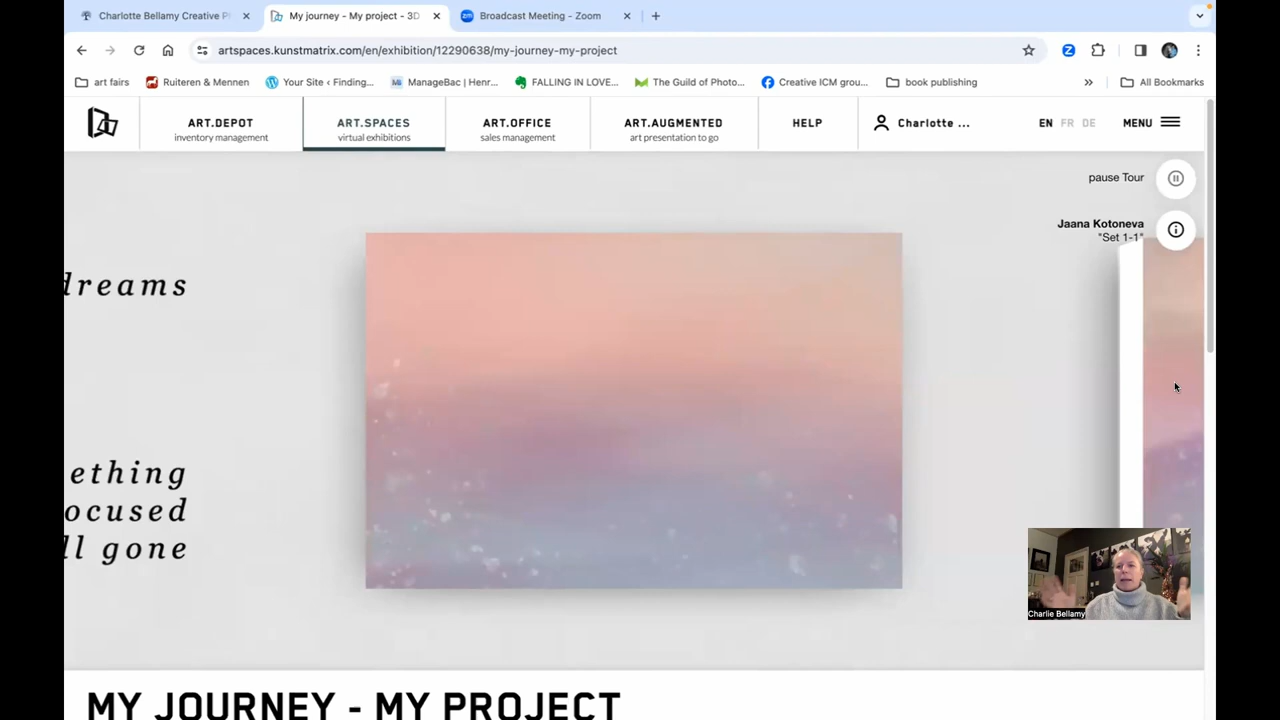 Charlotte Bellamy Creative P
My journey - My project - 3D
Broadcast Meeting - Zoom
artspaces.kunstmatrix.com/en/exhibition/12290638/my-journey-my-project
art fairs
Ruiteren & Mennen
Your Site ‹ Finding...
ManageBac | Henr...
FALLING IN LOVE...
The Guild of Photo...
Creative ICM grou...
book publishing
All Bookmarks
ART.DEPOT
inventory management
ART.SPACES
virtual exhibitions
ART.OFFICE
sales management
ART.AUGMENTED
art presentation to go
HELP
Charlotte ...
EN FR DE
MENU
pause Tour
Jaana Kotoneva
"Set 1-1"
dreams
ething
ocused
ll gone
Charlie Bellamy
MY JOURNEY - MY PROJECT